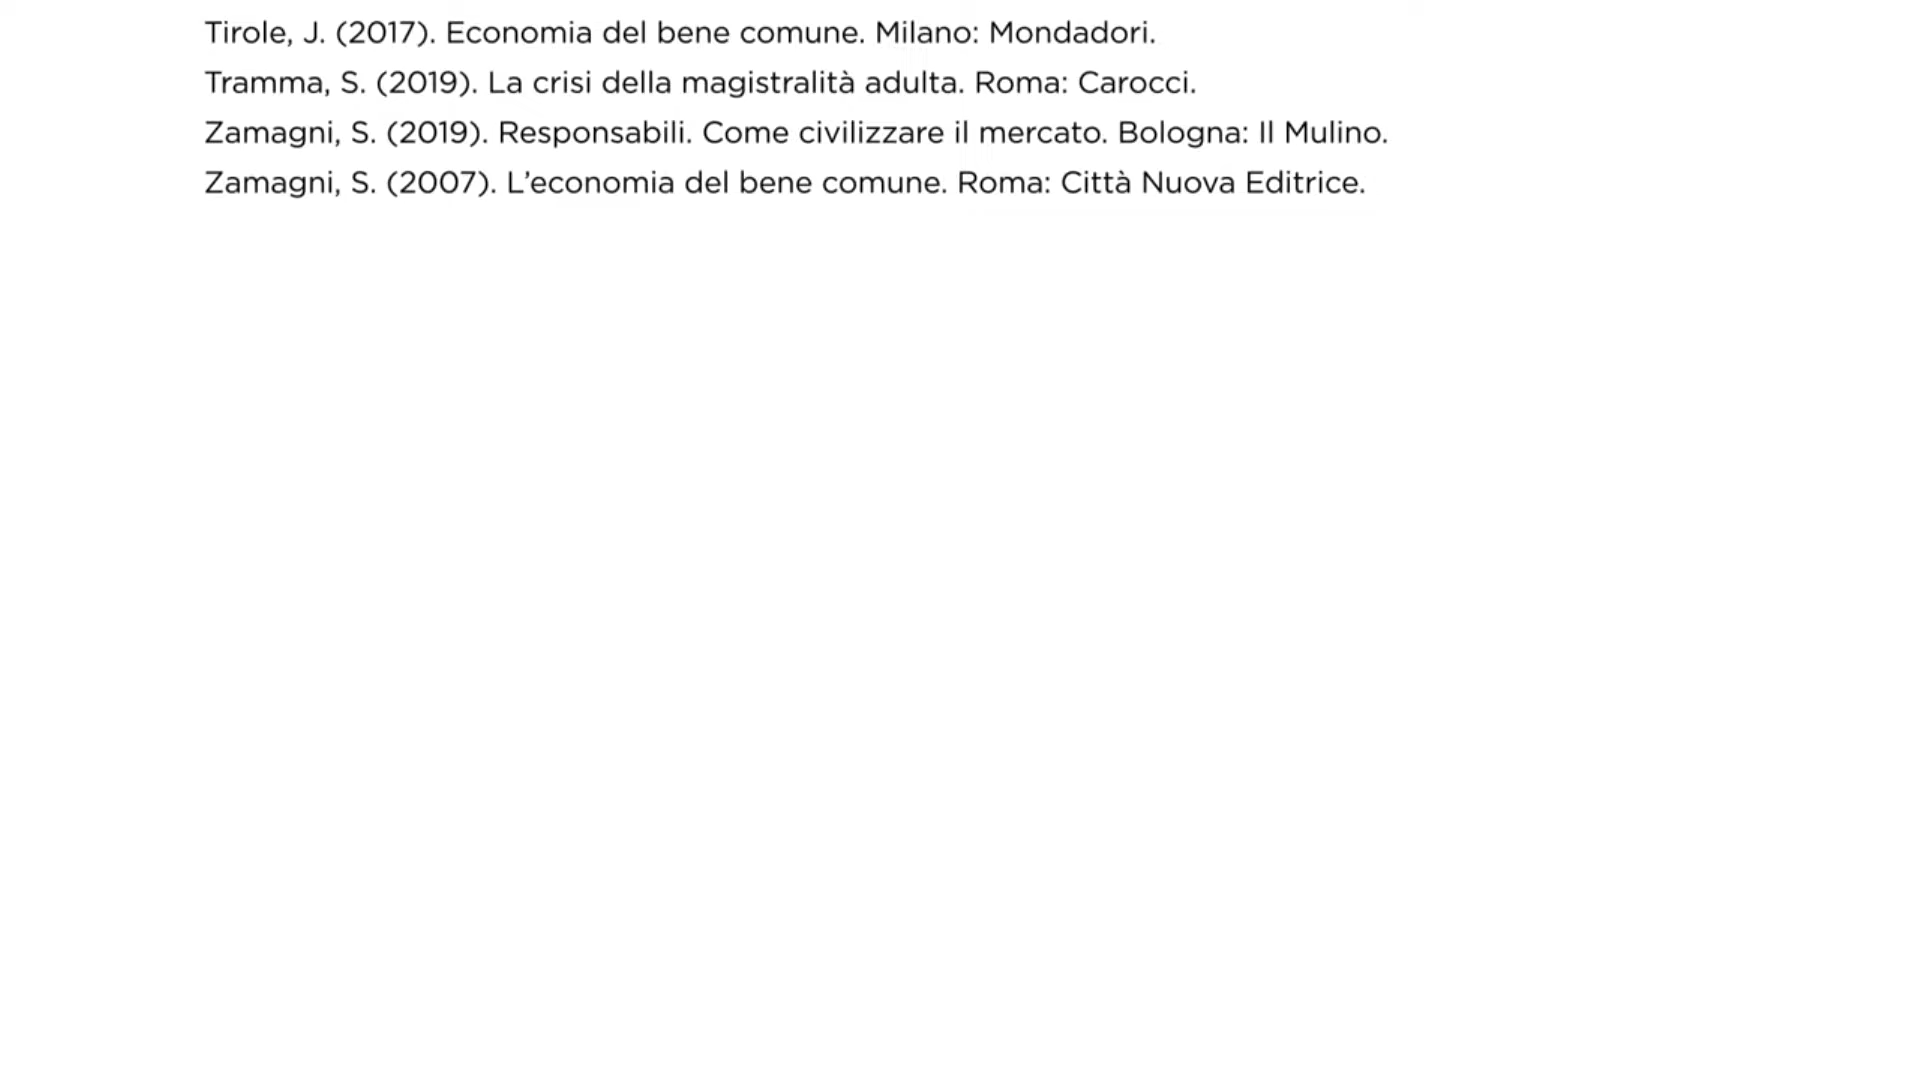 Tirole, J. (2017). Economia del bene comune. Milano: Mondadori.
Tramma, S. (2019). La crisi della magistralità adulta. Roma: Carocci.
Zamagni, S. (2019). Responsabili. Come civilizzare il mercato. Bologna: Il Mulino.
Zamagni, S. (2007). L’economia del bene comune. Roma: Città Nuova Editrice.